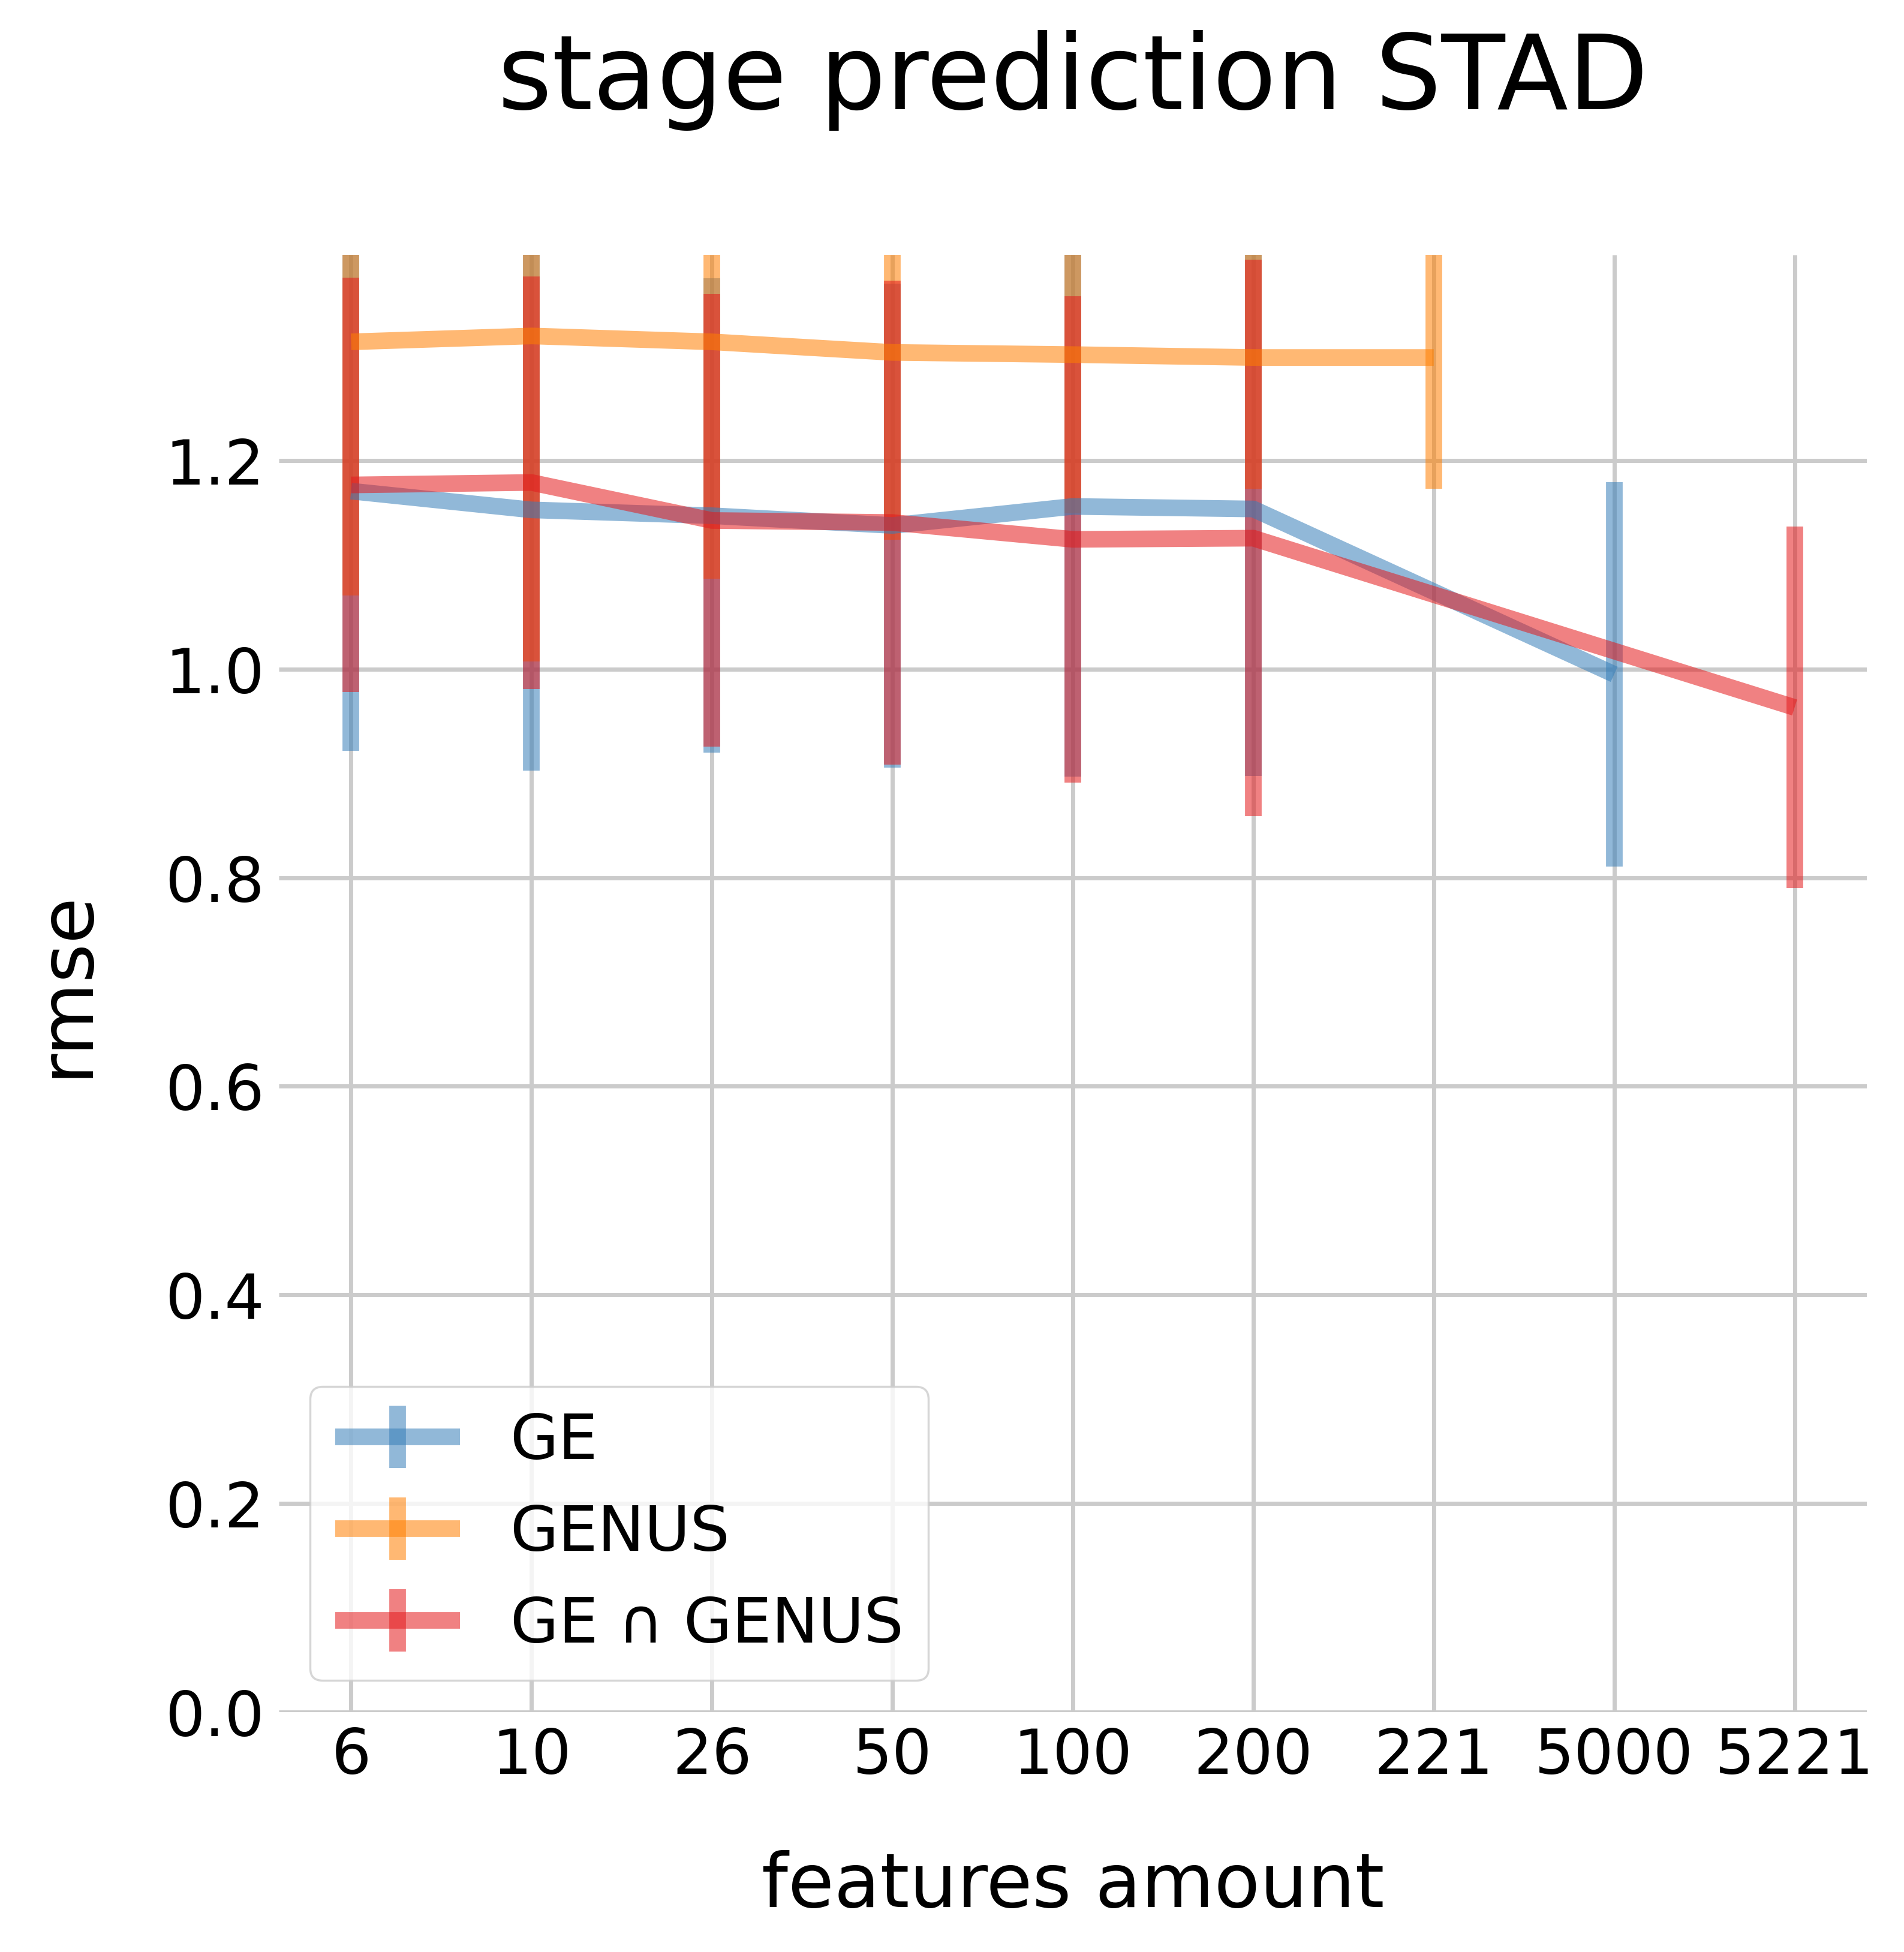 stage prediction STAD
1.2
1.0
0.8
0.6
0.4
0.2
0.0
rmse
GE
GENUS
GE ∩ GENUS
6 10 26 50 100 200 221 5000 5221
features amount